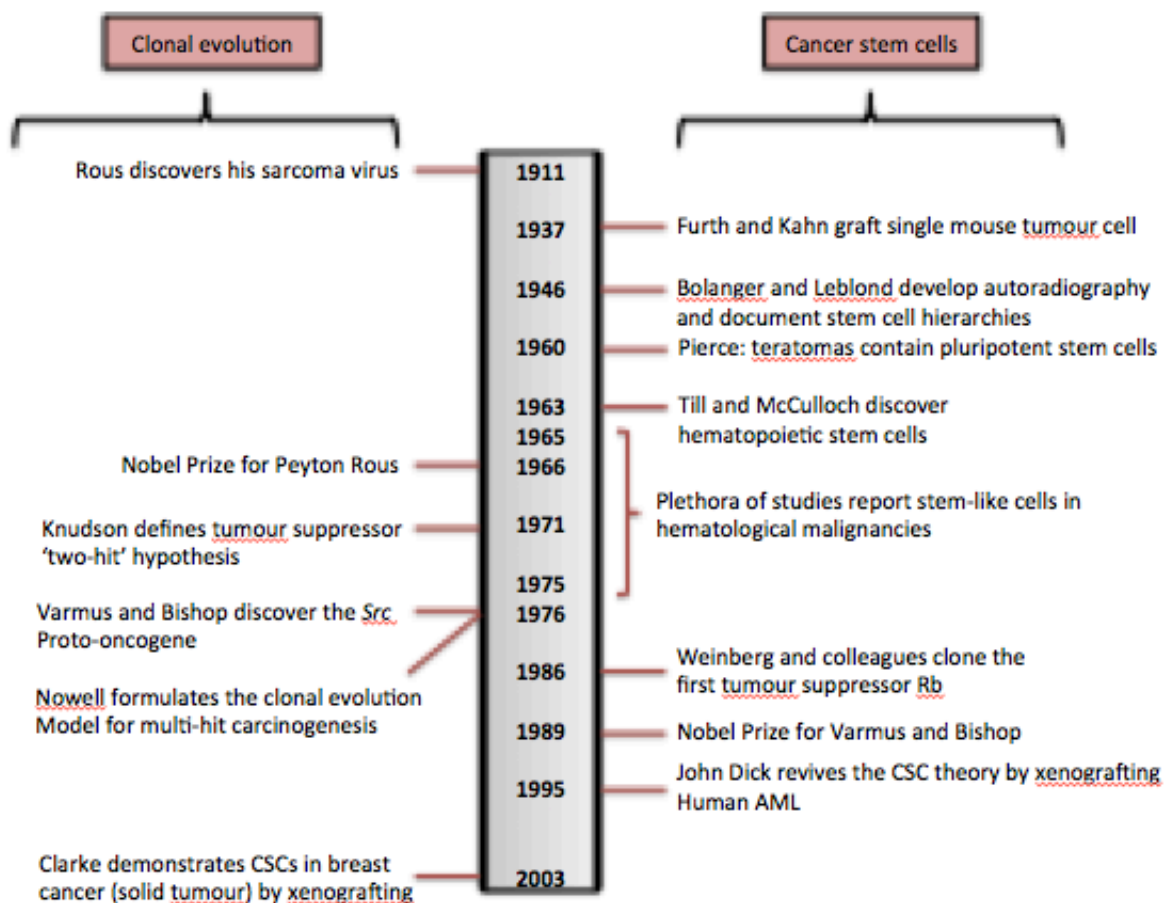 Clonal evolution
Cancer stem cells
Rous discovers his sarcoma virus
1911
1937
Furth and Kahn graft single mouse tumour cell
1946
Bolanger and Leblond develop autoradiography
and document stem cell hierarchies
1960
Pierce: teratomas contain pluripotent stem cells
1963
Till and McCulloch discover
hematopoietic stem cells
1965
Nobel Prize for Peyton Rous
1966
Plethora of studies report stem-like cells in
hematological malignancies
Knudson defines tumour suppressor
‘two-hit’ hypothesis
1971
1975
Varmus and Bishop discover the Src
Proto-oncogene
1976
Nowell formulates the clonal evolution
Model for multi-hit carcinogenesis
1986
Weinberg and colleagues clone the
first tumour suppressor Rb
1989
Nobel Prize for Varmus and Bishop
1995
John Dick revives the CSC theory by xenografting
Human AML
Clarke demonstrates CSCs in breast
cancer (solid tumour) by xenografting
2003